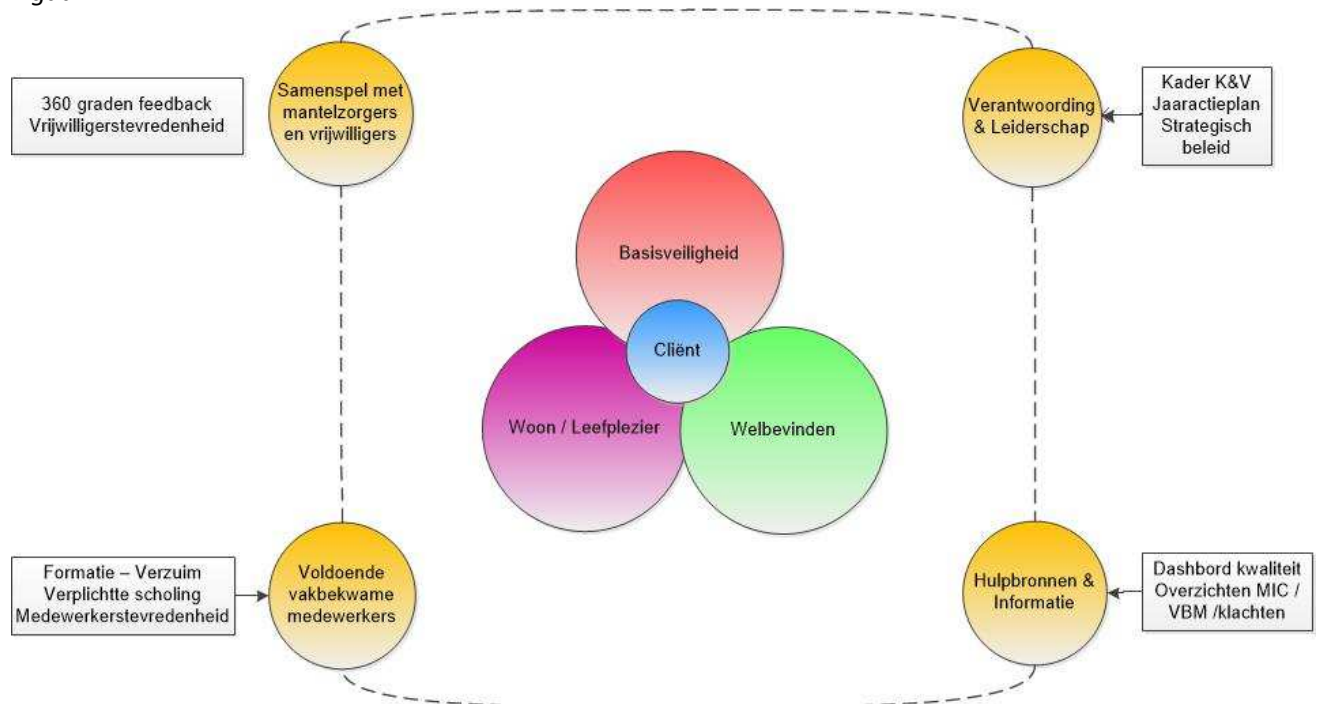 360 graden feedback
Vrijwilligerstevredenheid
Samenspel met
mantelzorgers
en vrijwilligers
Verantwoording
& Leiderschap
Kader K&V
Jaaractieplan
Strategisch
beleid
Basisveiligheid
Cliënt
Woon / Leefplezier
Welbevinden
Formatie – Verzuim
Verplichtte scholing
Medewerkerstevredenheid
Voldoende
vakbekwame
medewerkers
Hulpbronnen &
Informatie
Dashbord kwaliteit
Overzichten MIC /
VBM /klachten